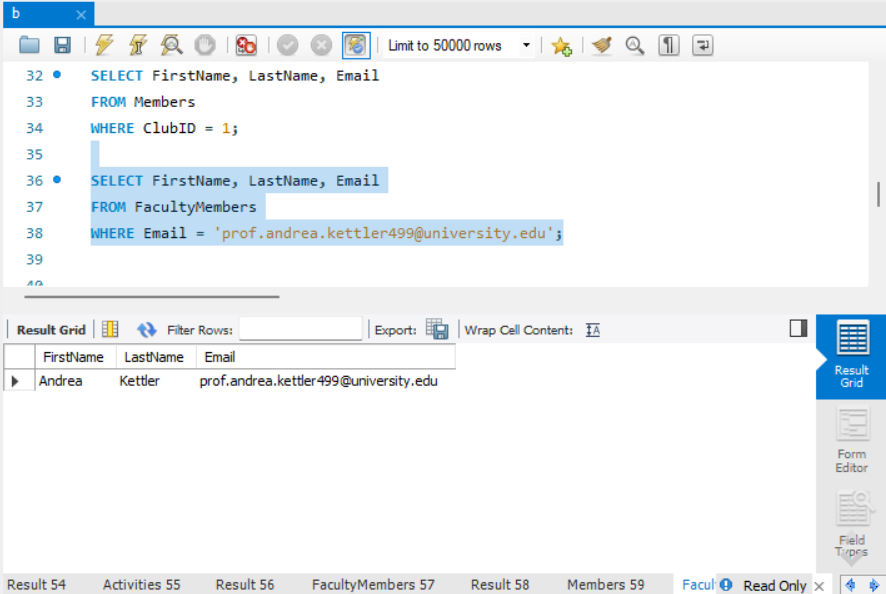 b
Limit to 50000 rows
32 SELECT FirstName, LastName, Email
33 FROM Members
34 WHERE ClubID = 1;
35
36 SELECT FirstName, LastName, Email
37 FROM FacultyMembers
38 WHERE Email = 'prof.andrea.kettler499@university.edu';
39
40
Result Grid Filter Rows: Export: Wrap Cell Content: IA
FirstName LastName Email
Andrea Kettler prof.andrea.kettler499@university.edu
Result
Grid
Form
Editor
Field
Types
Result 54 Activities 55 Result 56 FacultyMembers 57 Result 58 Members 59 Facul Read Only